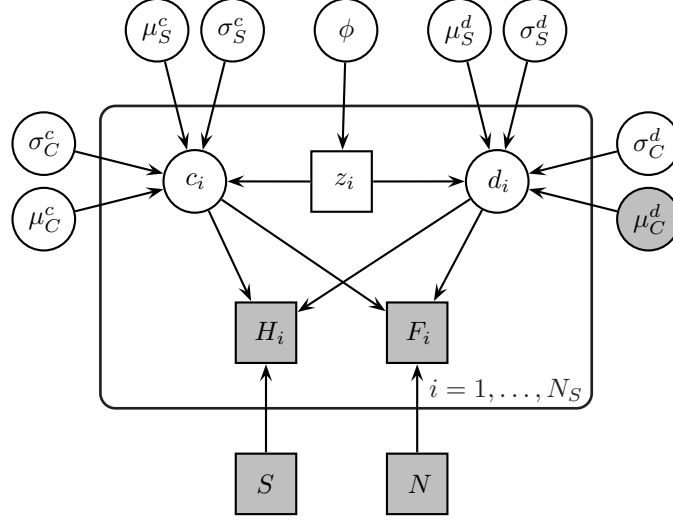 μ_S^c σ_S^c ϕ μ_S^d σ_S^d
σ_C^c σ_C^d
c_i z_i d_i
μ_C^c μ_C^d
H_i F_i
i = 1, . . . , N_S
S N